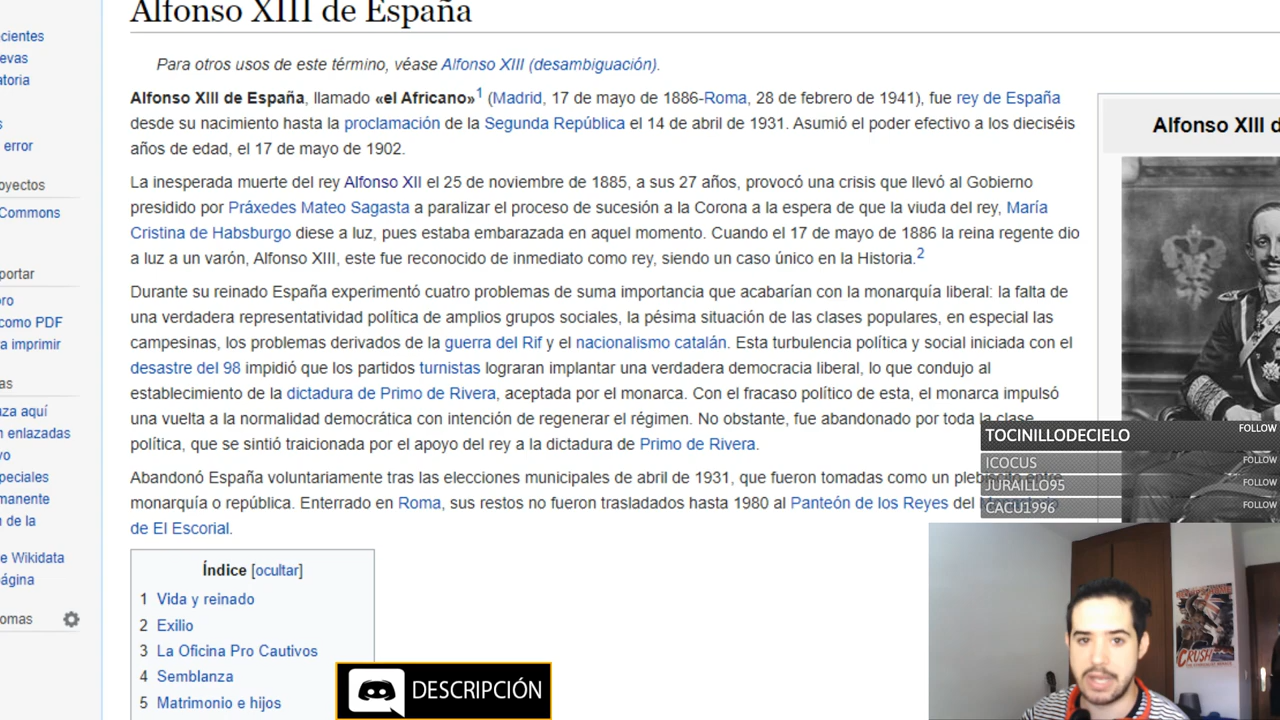 Alfonso XIII de España
cientes
evas
atoria
s
error
oyectos
Commons
portar
ro
como PDF
a imprimir
as
za aquí
n enlazadas
vo
speciales
manente
n de la
e Wikidata
ágina
omas
Para otros usos de este término, véase Alfonso XIII (desambiguación).
Alfonso XIII de España, llamado «el Africano»1 (Madrid, 17 de mayo de 1886-Roma, 28 de febrero de 1941), fue rey de España
desde su nacimiento hasta la proclamación de la Segunda República el 14 de abril de 1931. Asumió el poder efectivo a los dieciséis
años de edad, el 17 de mayo de 1902.
La inesperada muerte del rey Alfonso XII el 25 de noviembre de 1885, a sus 27 años, provocó una crisis que llevó al Gobierno
presidido por Práxedes Mateo Sagasta a paralizar el proceso de sucesión a la Corona a la espera de que la viuda del rey, María
Cristina de Habsburgo diese a luz, pues estaba embarazada en aquel momento. Cuando el 17 de mayo de 1886 la reina regente dio
a luz a un varón, Alfonso XIII, este fue reconocido de inmediato como rey, siendo un caso único en la Historia.2
Durante su reinado España experimentó cuatro problemas de suma importancia que acabarían con la monarquía liberal: la falta de
una verdadera representatividad política de amplios grupos sociales, la pésima situación de las clases populares, en especial las
campesinas, los problemas derivados de la guerra del Rif y el nacionalismo catalán. Esta turbulencia política y social iniciada con el
desastre del 98 impidió que los partidos turnistas lograran implantar una verdadera democracia liberal, lo que condujo al
establecimiento de la dictadura de Primo de Rivera, aceptada por el monarca. Con el fracaso político de esta, el monarca impulsó
una vuelta a la normalidad democrática con intención de regenerar el régimen. No obstante, fue abandonado por toda la clase
política, que se sintió traicionada por el apoyo del rey a la dictadura de Primo de Rivera.
Abandonó España voluntariamente tras las elecciones municipales de abril de 1931, que fueron tomadas como un
monarquía o república. Enterrado en Roma, sus restos no fueron trasladados hasta 1980 al Panteón de los Reyes del
de El Escorial.
Índice [ocultar]
1 Vida y reinado
2 Exilio
3 La Oficina Pro Cautivos
4 Semblanza
5 Matrimonio e hijos
Alfonso XIII d
TOCINILLODECIELO FOLLOW
ICOCUS FOLLOW
JURAILLO95 FOLLOW
CACU1996 FOLLOW
CRUSH
DESCRIPCIÓN